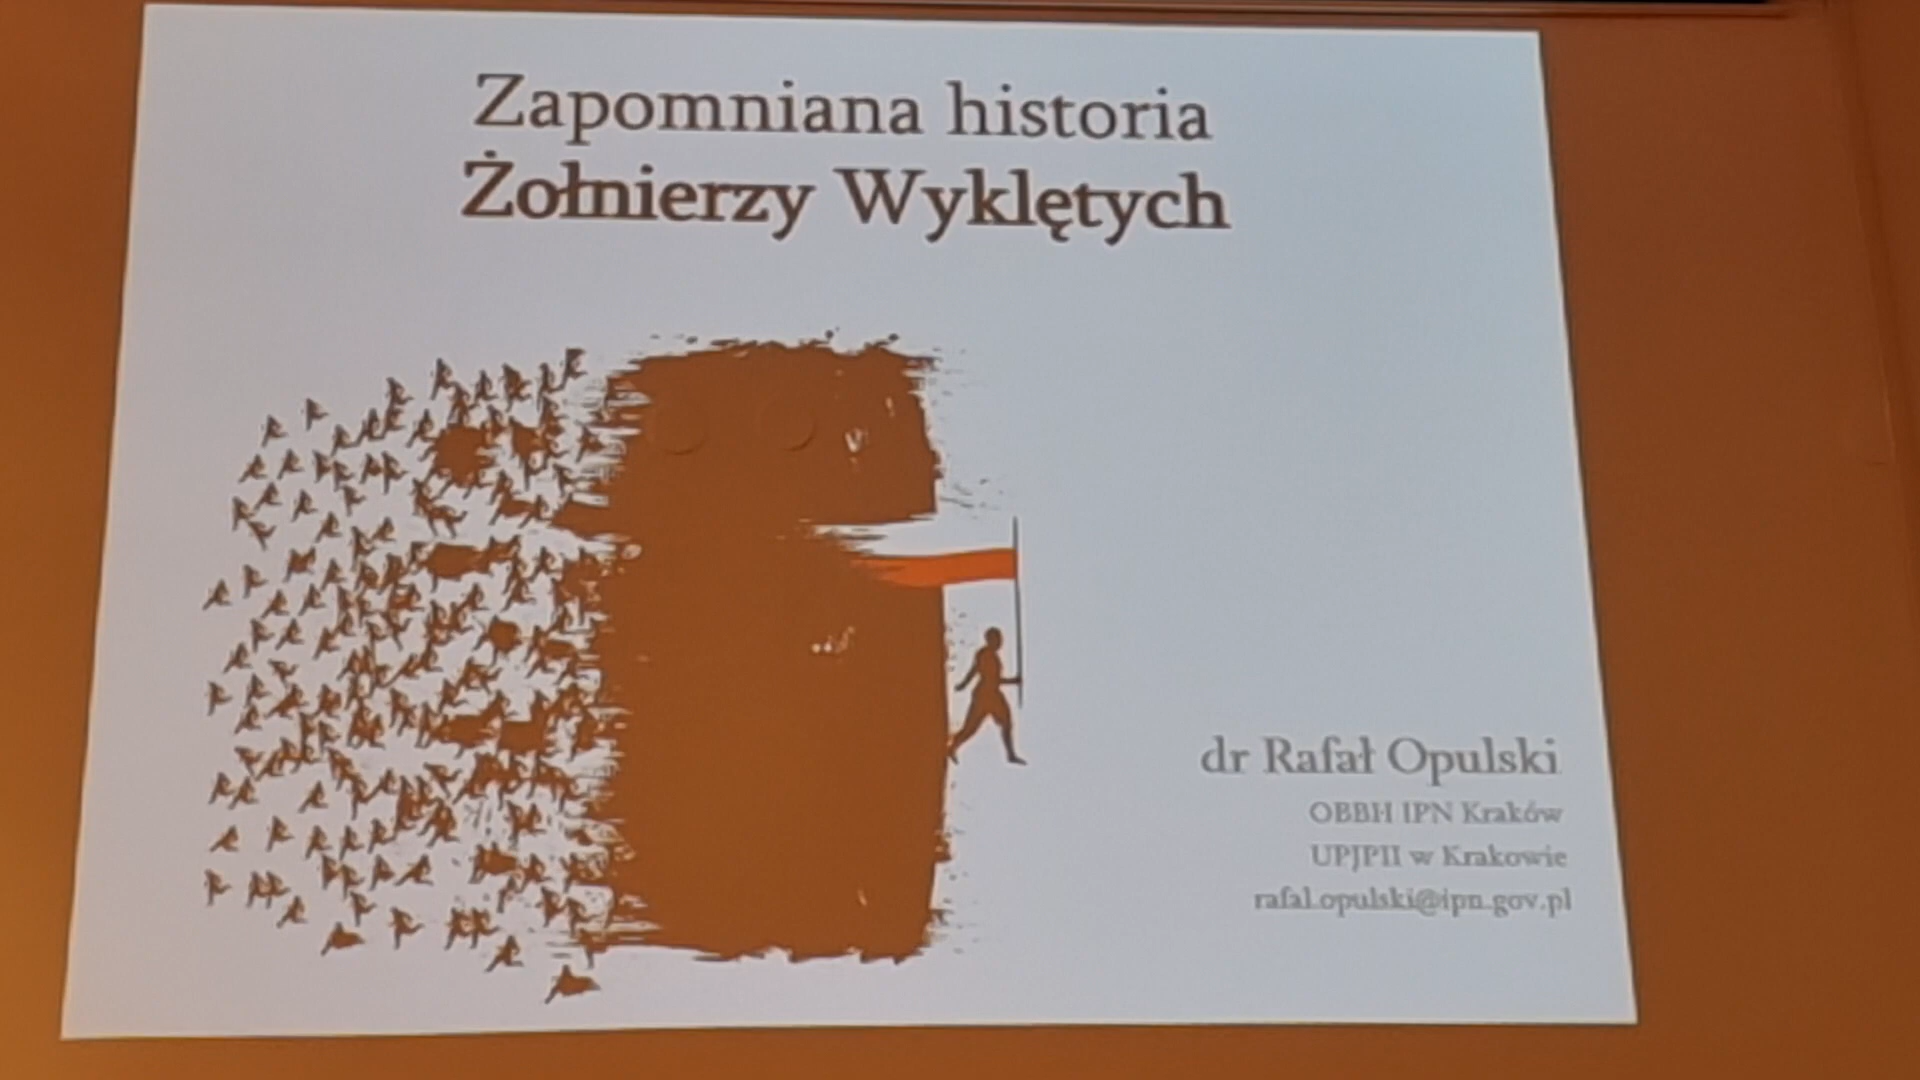 Zapomniana historia
Żołnierzy Wyklętych
dr Rafał Opulski
OBBH IPN Kraków
UPJPII w Krakowie
rafal.opulski@ipn.gov.pl